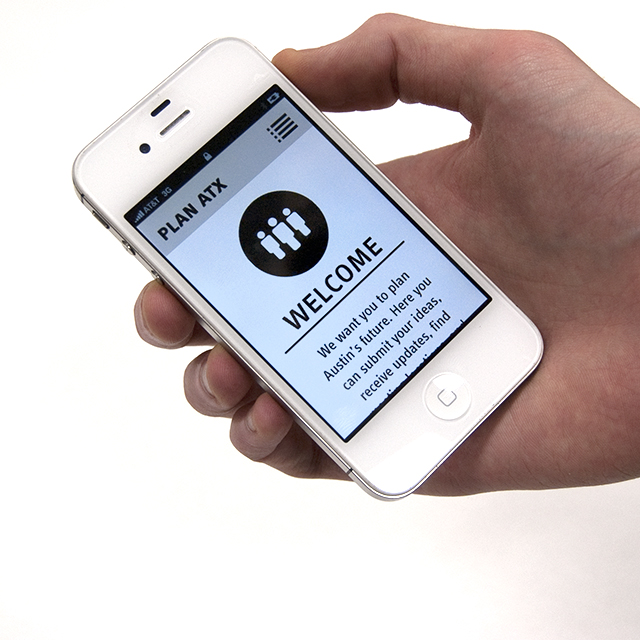 AT&T 3G
PLAN ATX
WELCOME
We want you to plan
Austin's future. Here you
can submit your ideas,
receive updates, find